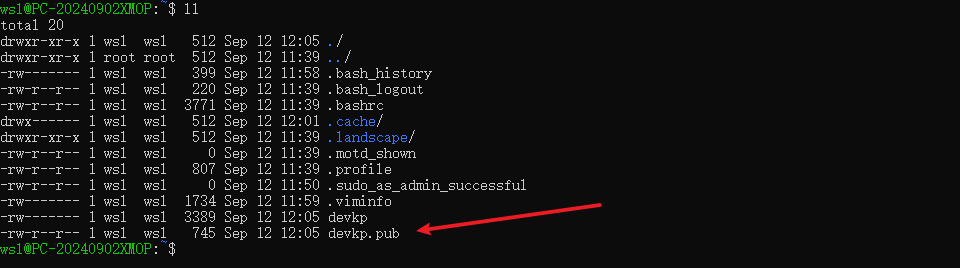 wsl@PC-20240902XMOP:~$ ll
total 20
drwxr-xr-x 1 wsl  wsl   512 Sep 12 12:05 ./
drwxr-xr-x 1 root root  512 Sep 12 11:39 ../
-rw------- 1 wsl  wsl   399 Sep 12 11:58 .bash_history
-rw-r--r-- 1 wsl  wsl   220 Sep 12 11:39 .bash_logout
-rw-r--r-- 1 wsl  wsl  3771 Sep 12 11:39 .bashrc
drwx------ 1 wsl  wsl   512 Sep 12 12:01 .cache/
drwxr-xr-x 1 wsl  wsl   512 Sep 12 11:39 .landscape/
-rw-r--r-- 1 wsl  wsl     0 Sep 12 11:39 .motd_shown
-rw-r--r-- 1 wsl  wsl   807 Sep 12 11:39 .profile
-rw-r--r-- 1 wsl  wsl     0 Sep 12 11:50 .sudo_as_admin_successful
-rw------- 1 wsl  wsl  1734 Sep 12 11:59 .viminfo
-rw------- 1 wsl  wsl  3389 Sep 12 12:05 devkp
-rw-r--r-- 1 wsl  wsl   745 Sep 12 12:05 devkp.pub
wsl@PC-20240902XMOP:~$